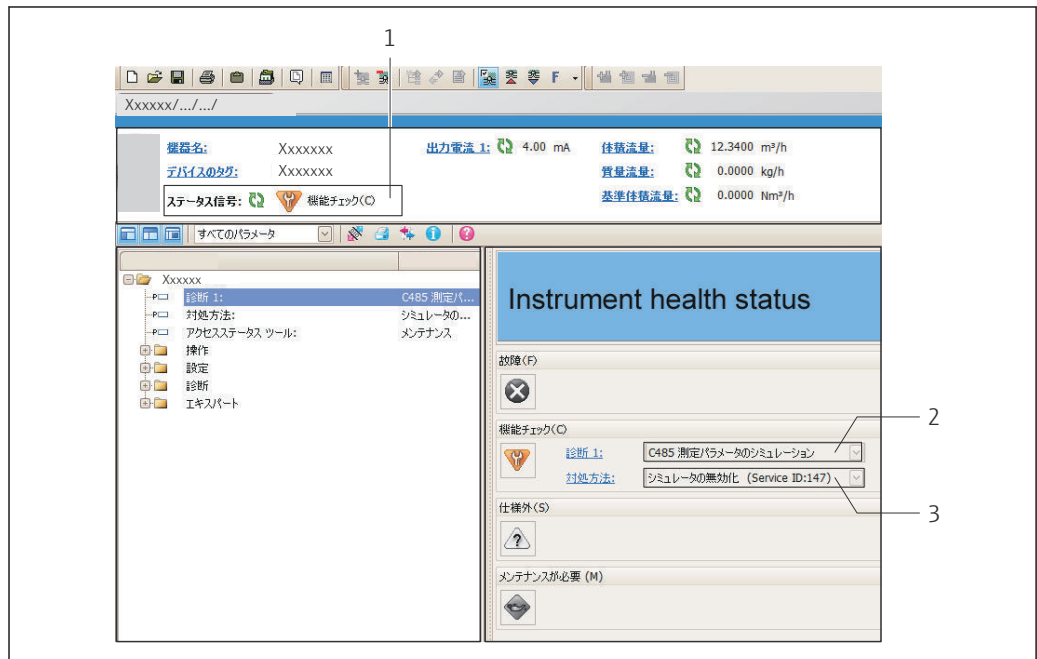 1
F
Xxxxxx/.../.../
機器名: Xxxxxxx 出力電流 1: 4.00 mA 体積流量: 12.3400 m³/h
デバイスのタグ: Xxxxxxx 質量流量: 0.0000 kg/h
ステータス信号: 機能チェック(C) 基準体積流量: 0.0000 Nm³/h
すべてのパラメータ
Xxxxxx
診断 1: C485 測定パ...
対処方法: シミュレータの...
アクセスステータス ツール: メンテナンス
操作
設定
診断
エキスパート
Instrument health status
故障(F)
機能チェック(C)
診断 1: C485 測定パラメータのシミュレーション
2
対処方法: シミュレータの無効化 (Service ID:147)
3
仕様外(S)
メンテナンスが必要 (M)